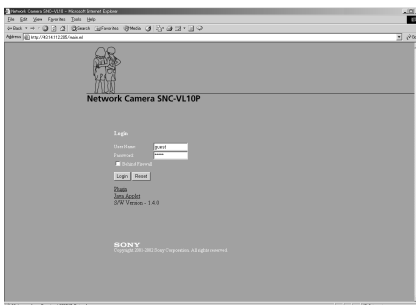 Network Camera SNC-VL10 - Microsoft Internet Explorer
File Edit View Favorites Tools Help
Back Search Favorites Media
Address
Network Camera SNC-VL10P
Login
User Name guest
Password *****
Behind Firewall
Login Reset
Plugin
Java Applet
S/W Version - 1.4.0
SONY
Copyright 2001-2002 Sony Corporation, All rights reserved.